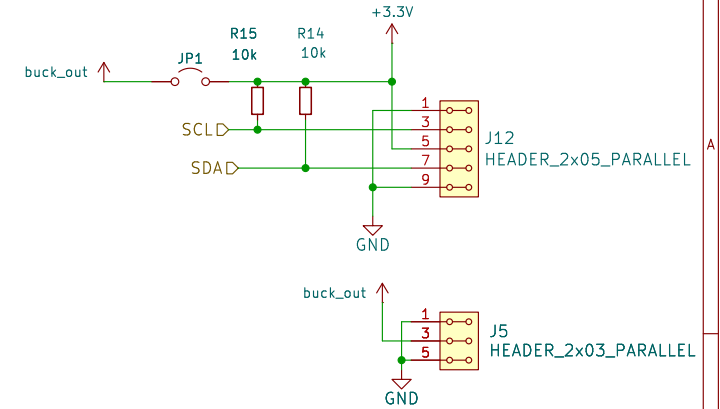 +3.3V
R15
R14
10k
10k
JP1
buck_out
1
SCL
3
J12
5
HEADER_2x05_PARALLEL
A
SDA
7
9
GND
buck_out
1
J5
3
HEADER_2x03_PARALLEL
5
GND